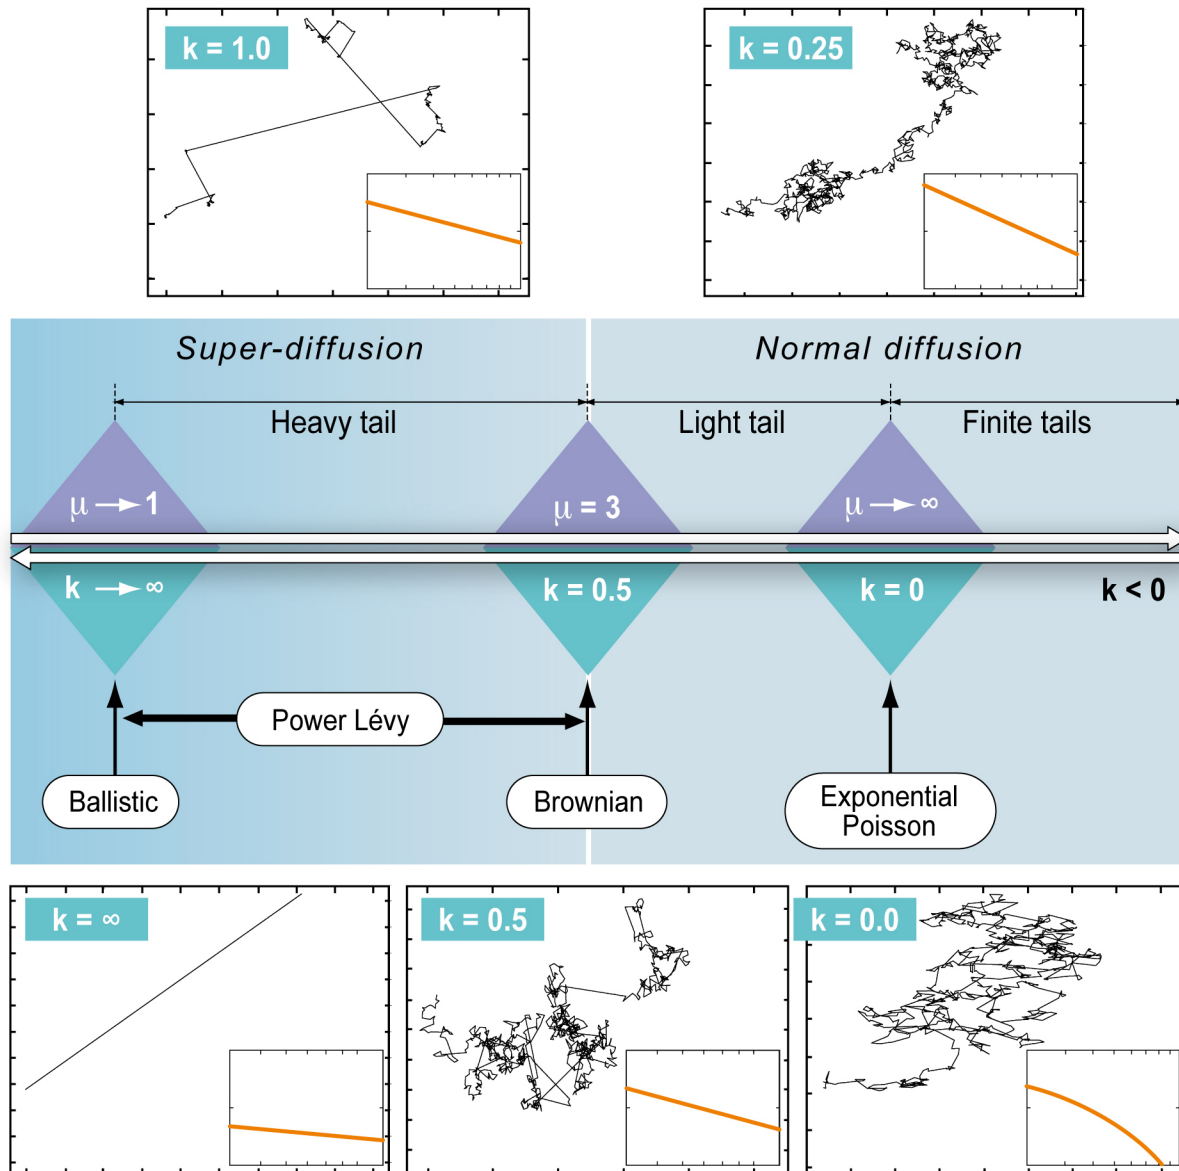 k = 1.0
k = 0.25
Super-diffusion
Normal diffusion
Heavy tail
Light tail
Finite tails
μ → 1
μ = 3
μ → ∞
k → ∞
k = 0.5
k = 0
k < 0
Power Lévy
Ballistic
Brownian
Exponential
Poisson
k = ∞
k = 0.5
k = 0.0